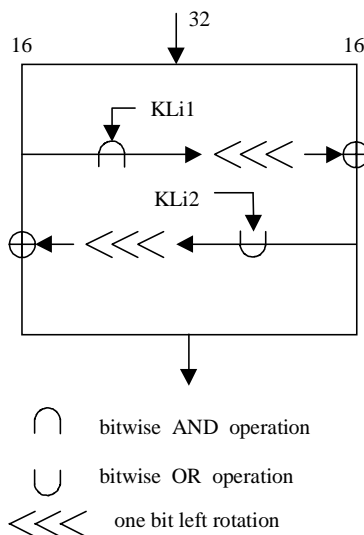 32
16 16
KLi1
KLi2
bitwise AND operation
bitwise OR operation
one bit left rotation